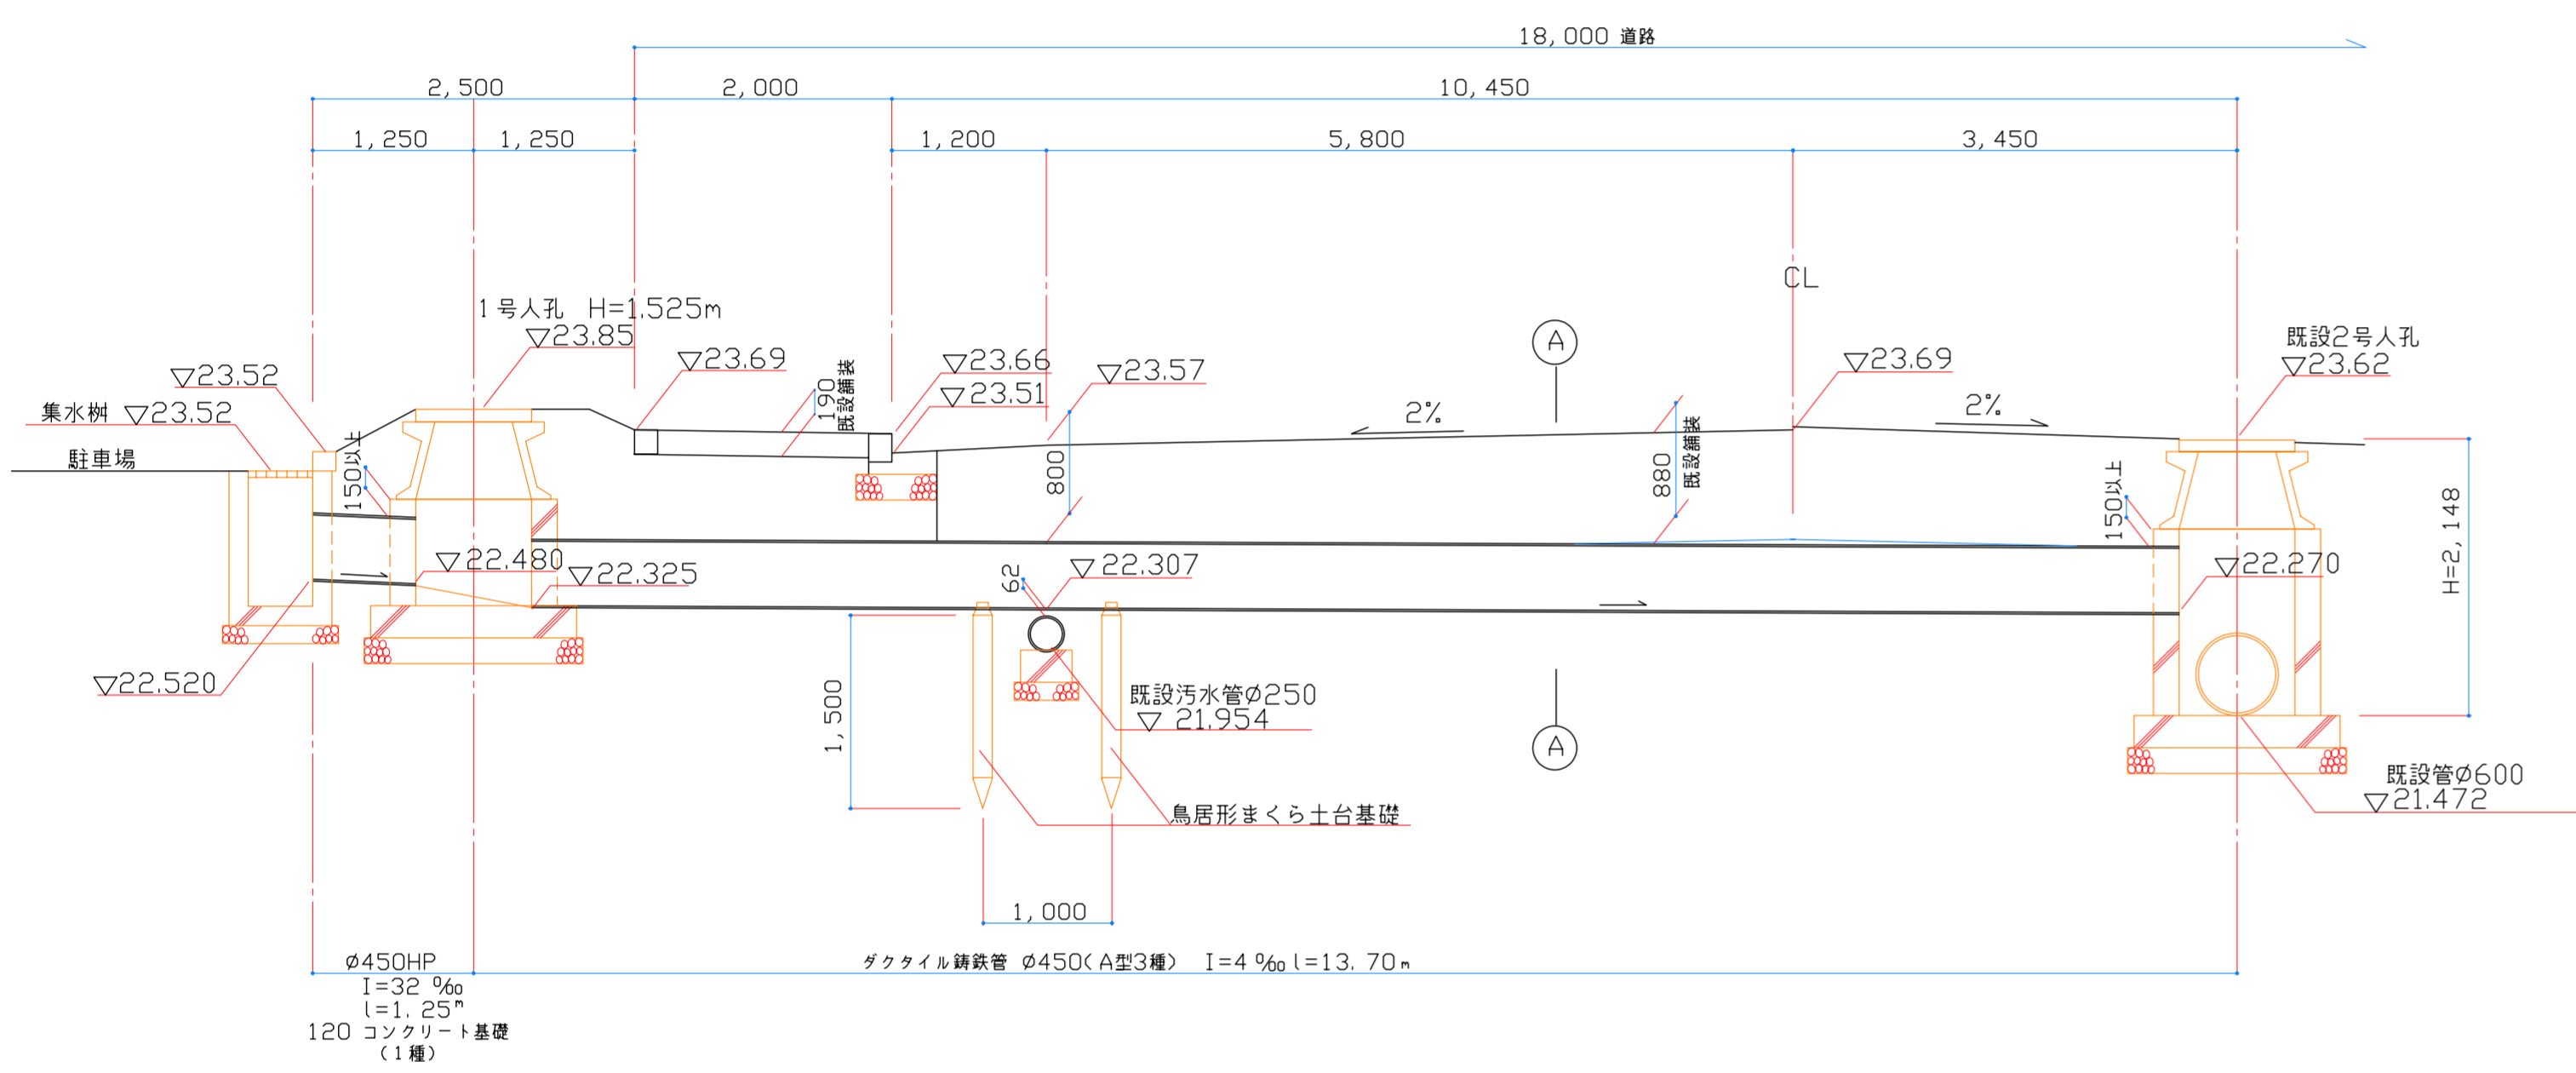 18,000 道路
2,500
2,000
10,450
1,250
1,250
1,200
5,800
3,450
CL
1号人孔 H=1.525m
▽23.85
▽23.69
▽23.66
▽23.51
▽23.57
A
▽23.69
既設2号人孔
▽23.62
▽23.52
集水桝 ▽23.52
駐車場
150以上
190
既設舗装
2%
2%
800
880
既設舗装
150以上
H=2,148
▽22.480
▽22.325
62
▽22.307
▽22.270
▽22.520
1,500
既設汚水管φ250
▽21.954
A
既設管φ600
▽21.472
鳥居形まくら土台基礎
1,000
φ450HP
I=32 ‰
l=1.25m
120 コンクリート基礎
(1種)
ダクタイル鋳鉄管 φ450(A型3種) I=4 ‰ l=13.70m